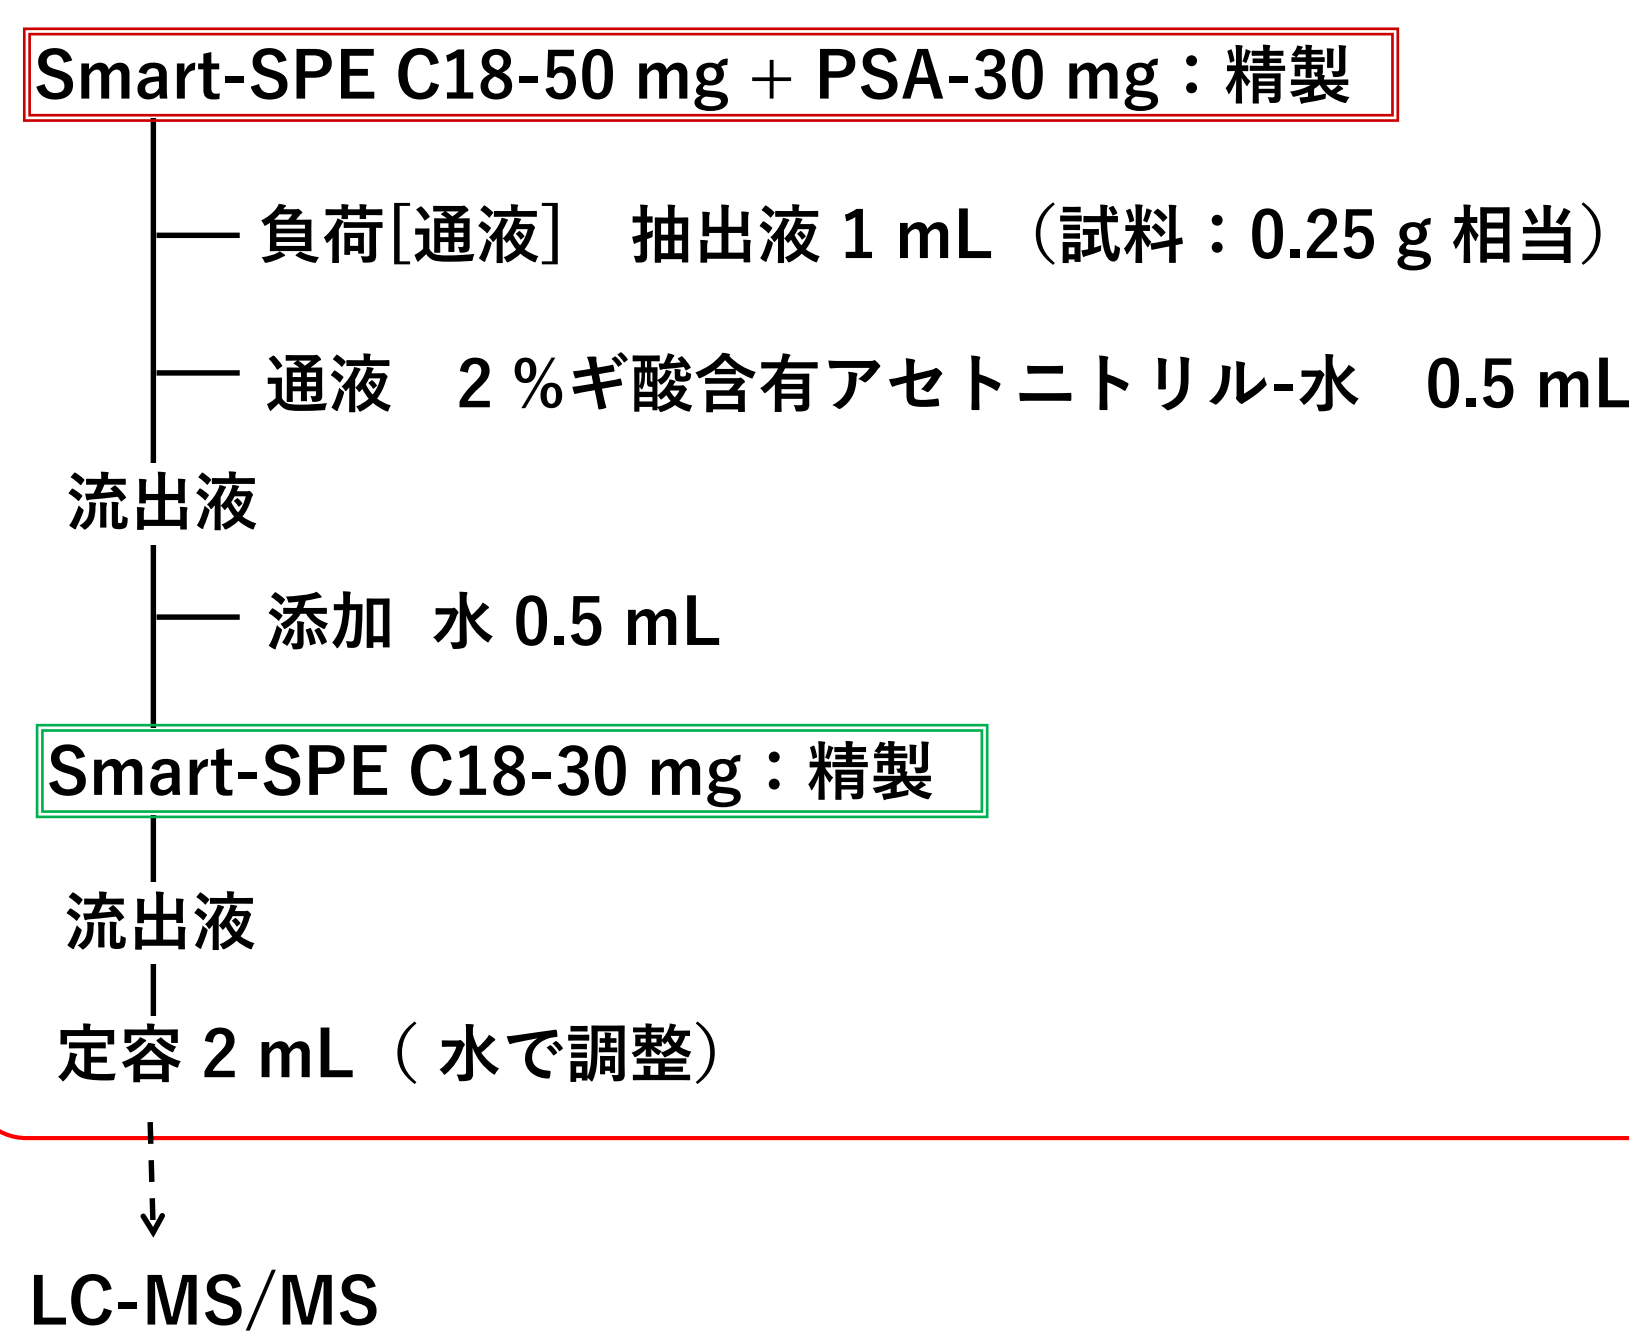 Smart-SPE C18-50 mg + PSA-30 mg：精製
負荷[通液]　抽出液 1 mL（試料：0.25 g 相当）
通液　2 %ギ酸含有アセトニトリル-水　0.5 mL
流出液
添加 水 0.5 mL
Smart-SPE C18-30 mg：精製
流出液
定容 2 mL（ 水で調整）
LC-MS/MS